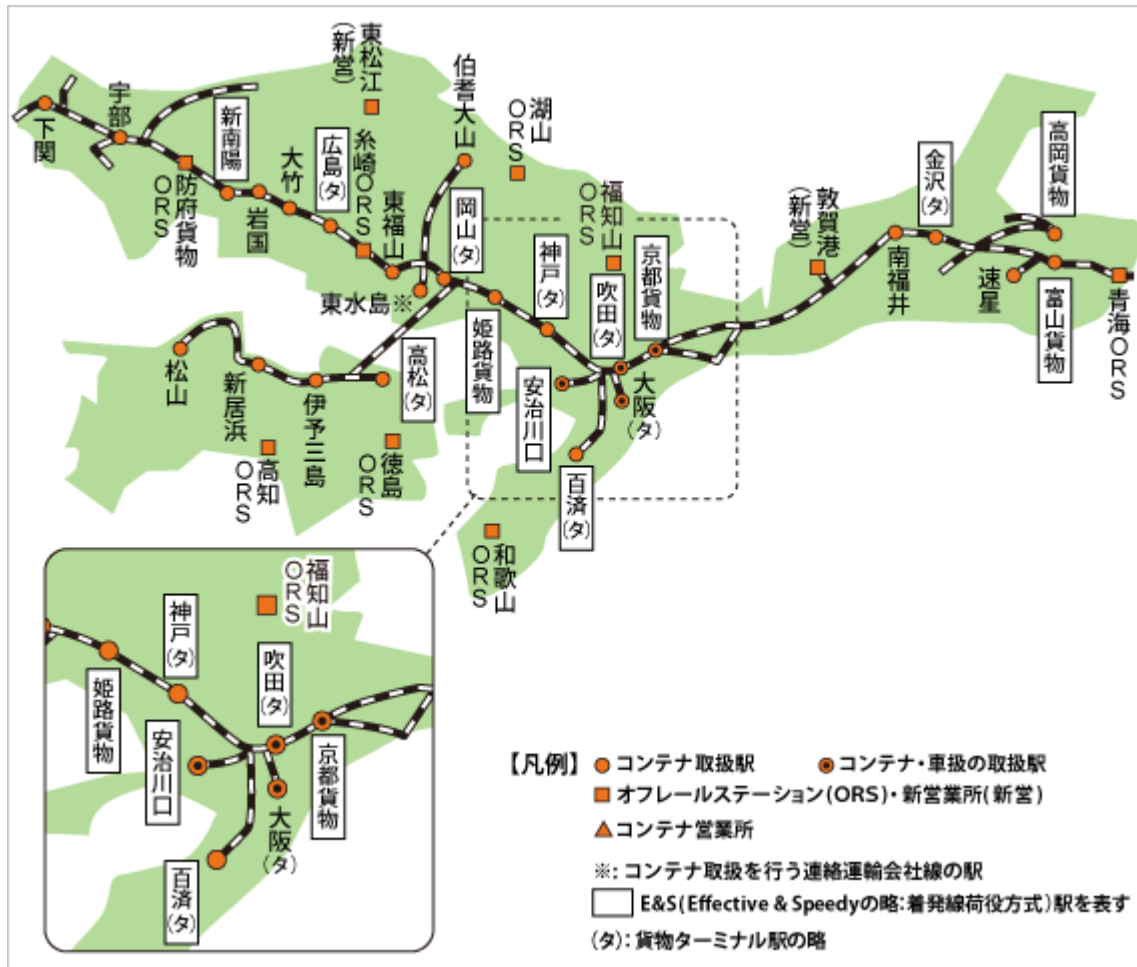 下関
宇部
防府貨物
ORS
新南陽
岩国
大竹
広島(タ)
糸崎
ORS
東松江
(新営)
東福山
東水島※
伯耆大山
岡山(タ)
湖山
ORS
姫路貨物
神戸(タ)
福知山
ORS
吹田(タ)
京都貨物
安治川口
大阪(タ)
百済(タ)
和歌山
ORS
松山
新居浜
伊予三島
高松(タ)
高知
ORS
徳島
ORS
敦賀港
(新営)
南福井
金沢(タ)
速星
高岡貨物
富山貨物
青海ORS
福知山
ORS
神戸(タ)
姫路貨物
吹田(タ)
安治川口
京都貨物
大阪(タ)
百済(タ)
【凡例】 コンテナ取扱駅 コンテナ・車扱の取扱駅
オフレールステーション(ORS)・新営業所(新営)
コンテナ営業所
※: コンテナ取扱を行う連絡運輸会社線の駅
E&S(Effective & Speedyの略:着発線荷役方式)駅を表す
(タ): 貨物ターミナル駅の略